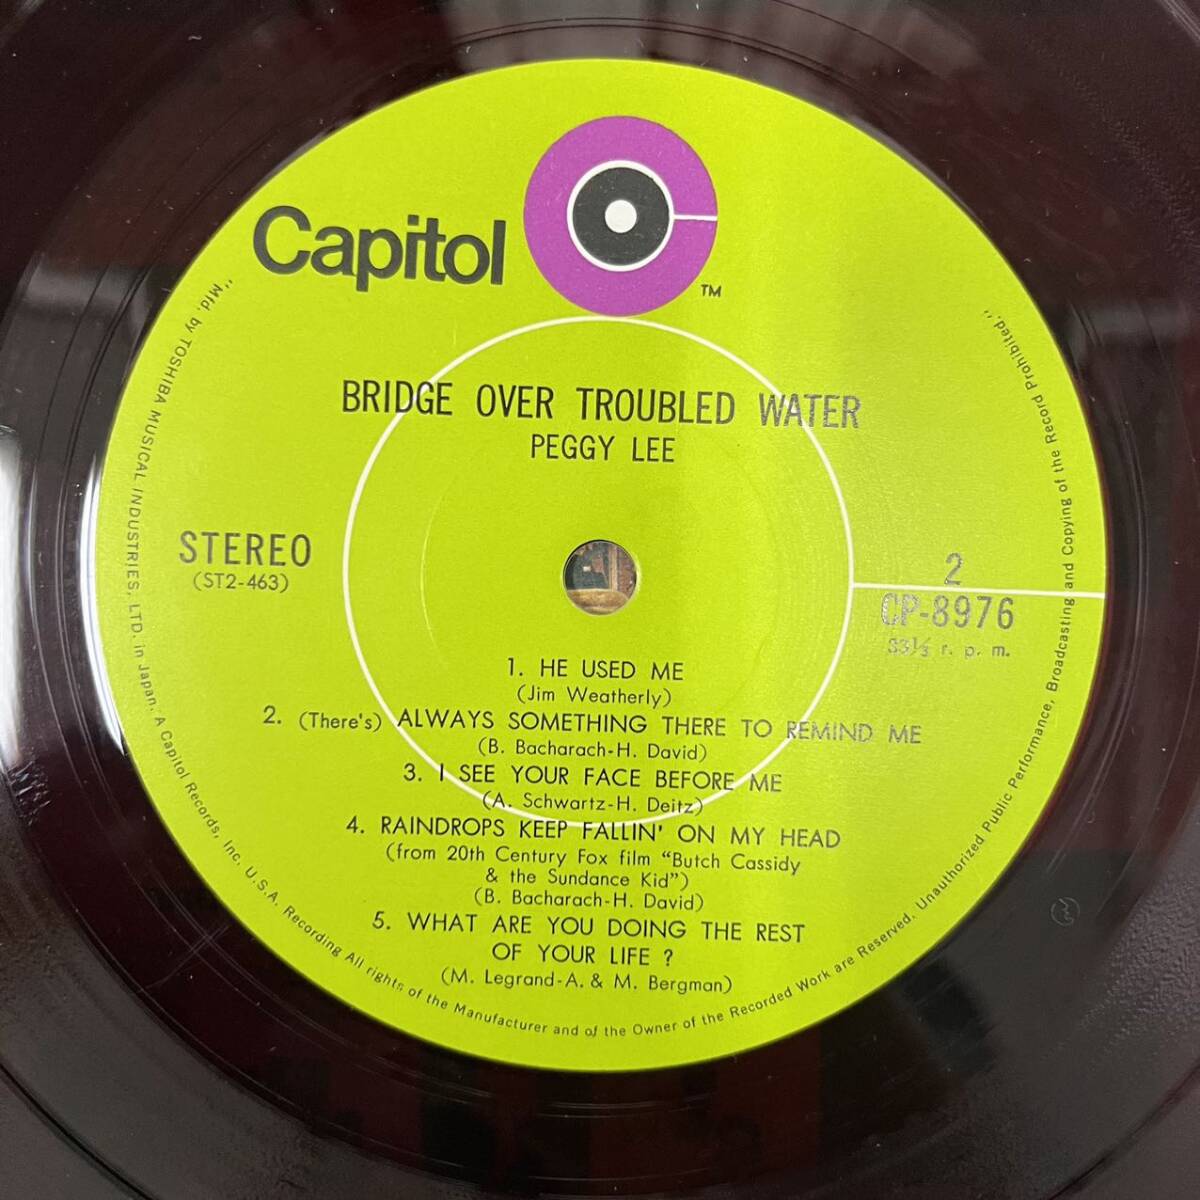 Capitol
TM
BRIDGE OVER TROUBLED WATER
PEGGY LEE
STEREO
(ST2-463)
2
CP-8976
33⅓ r. p. m.
1. HE USED ME
(Jim Weatherly)
2. (There's) ALWAYS SOMETHING THERE TO REMIND ME
(B. Bacharach-H. David)
3. I SEE YOUR FACE BEFORE ME
(A. Schwartz-H. Deitz)
4. RAINDROPS KEEP FALLIN' ON MY HEAD
(from 20th Century Fox film "Butch Cassidy
& the Sundance Kid")
(B. Bacharach-H. David)
5. WHAT ARE YOU DOING THE REST
OF YOUR LIFE ?
(M. Legrand-A. & M. Bergman)
"Mfd. by TOSHIBA MUSICAL INDUSTRIES, LTD. in Japan. A Capitol Records, Inc. U.S.A. Recording All rights of the Manufacturer and of the Owner of the Recorded Work are Reserved. Unauthorized Public Performance, Broadcasting and Copying of the Record Prohibited."